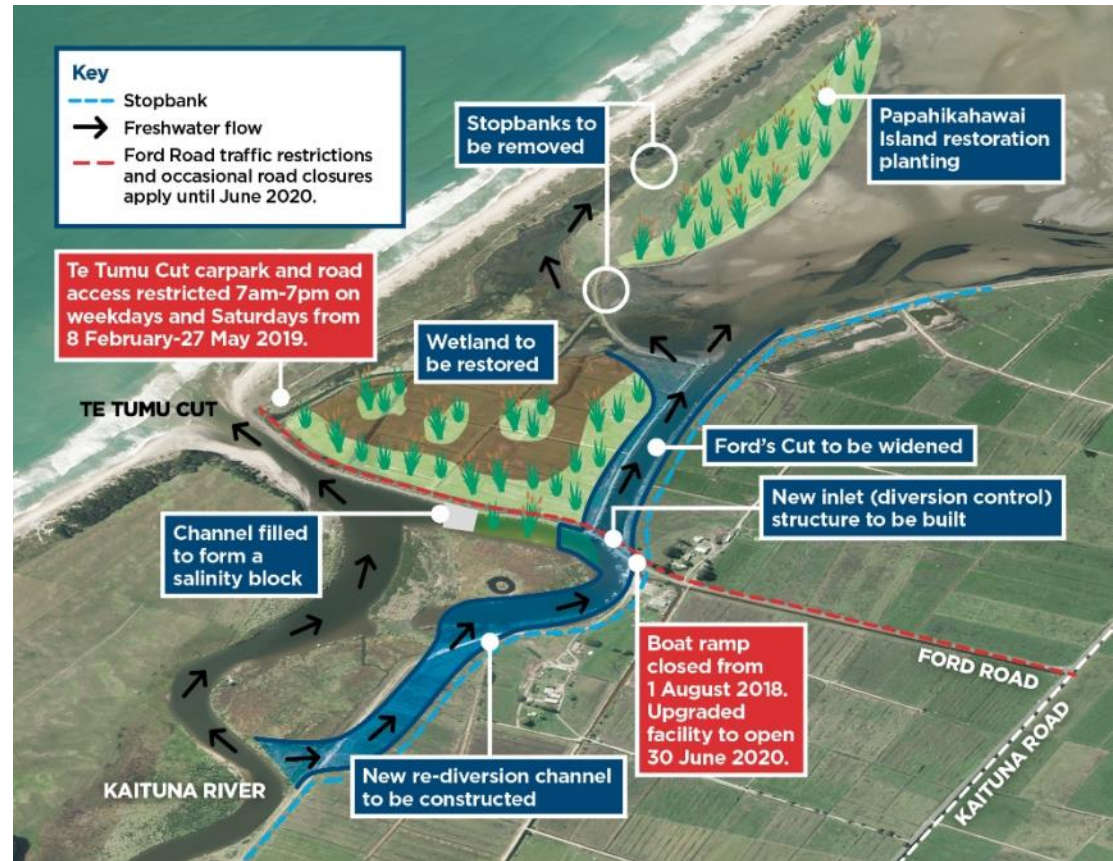 Key
Stopbank
Freshwater flow
Ford Road traffic restrictions
and occasional road closures
apply until June 2020.
Stopbanks to
be removed
Papahikahawai
Island restoration
planting
Te Tumu Cut carpark and road
access restricted 7am-7pm on
weekdays and Saturdays from
8 February-27 May 2019.
Wetland to
be restored
TE TUMU CUT
Ford's Cut to be widened
New inlet (diversion control)
structure to be built
Channel filled
to form a
salinity block
Boat ramp
closed from
1 August 2018.
Upgraded
facility to open
30 June 2020.
FORD ROAD
KAITUNA ROAD
New re-diversion channel
to be constructed
KAITUNA RIVER